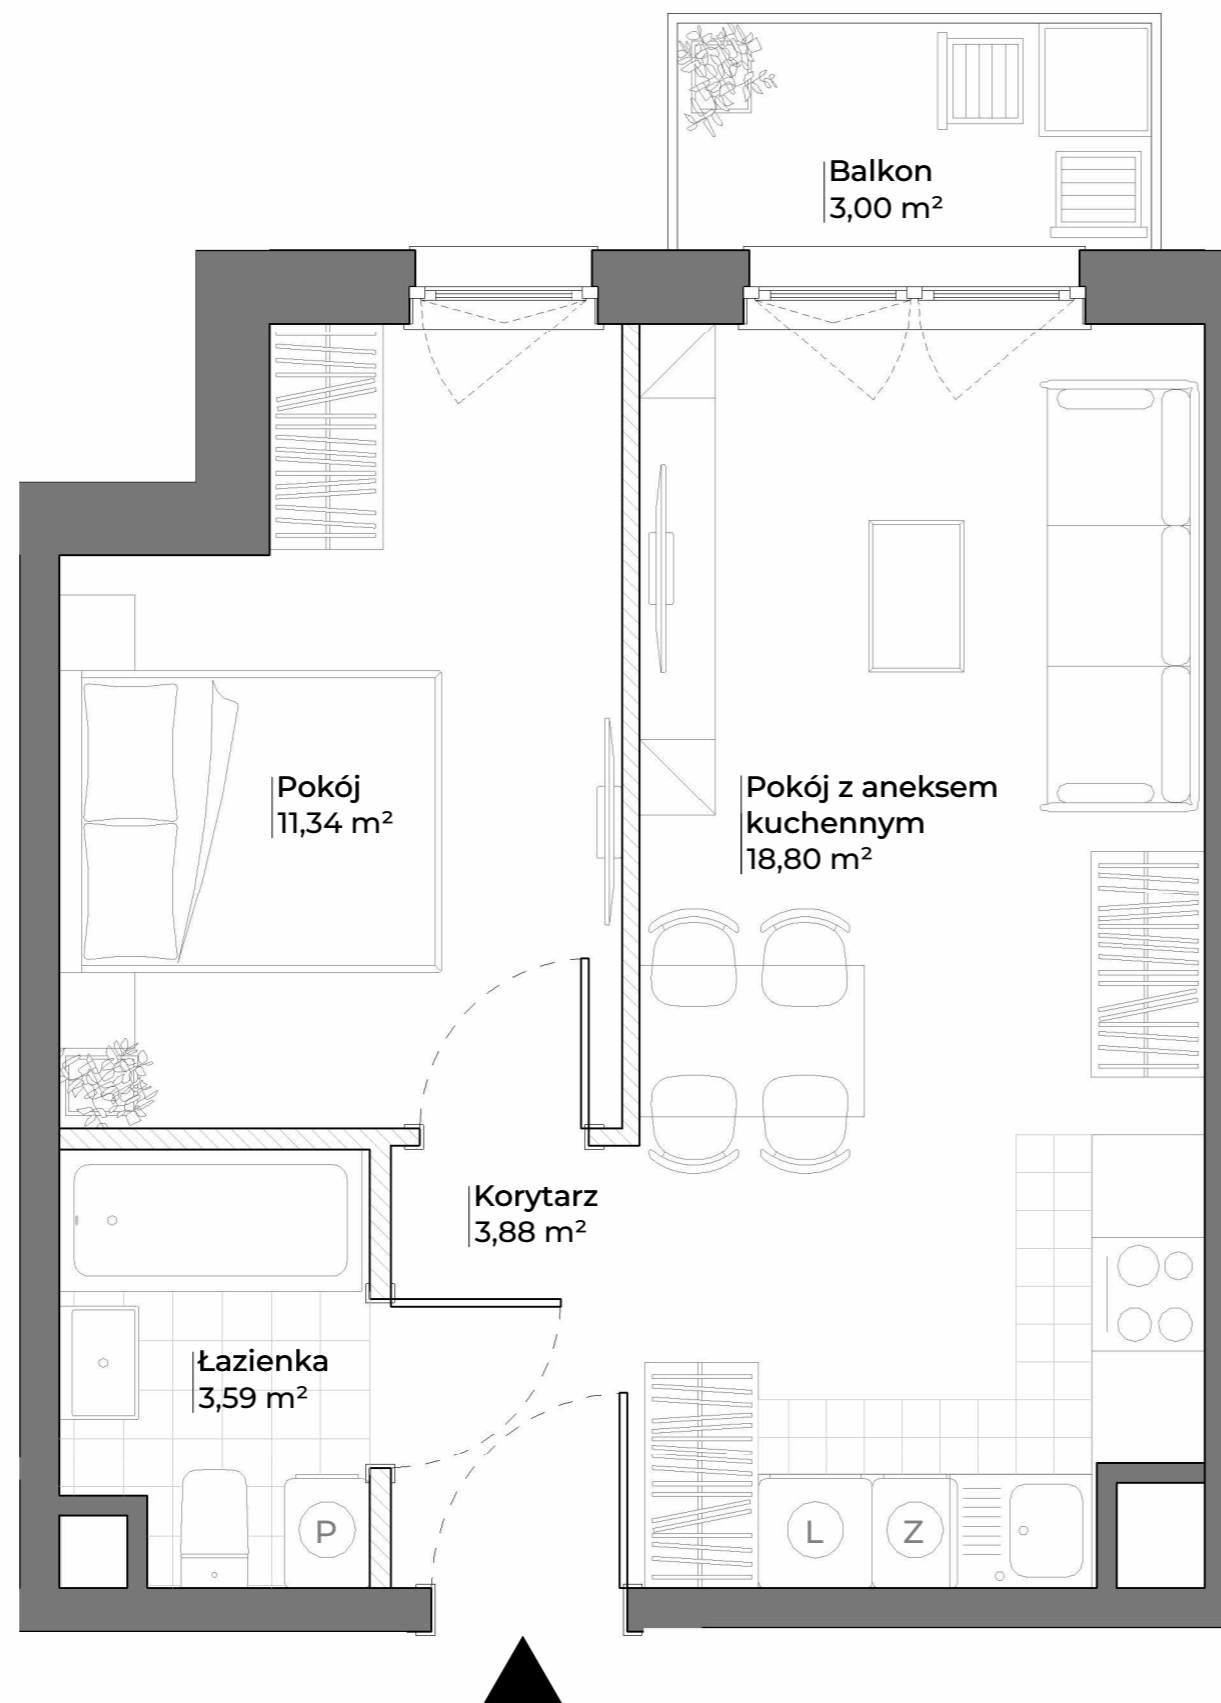 Balkon
3,00 m²
Pokój
11,34 m²
Pokój z aneksem
kuchennym
18,80 m²
Korytarz
3,88 m²
Łazienka
3,59 m²
P
L
Z